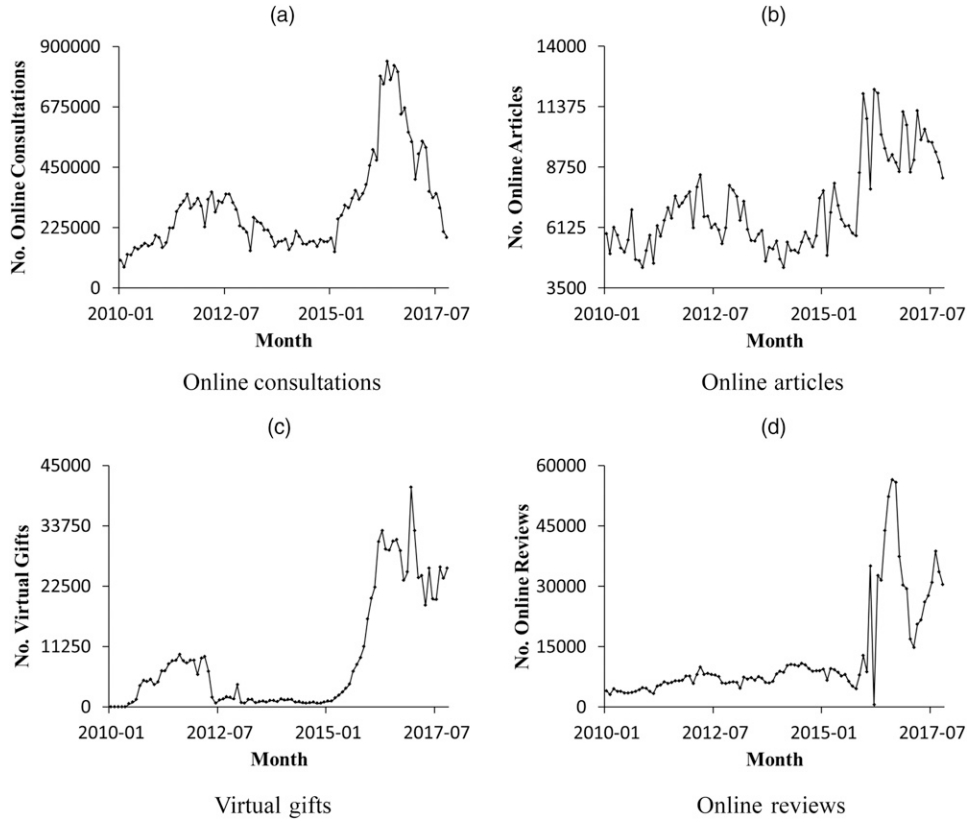 (a)
No. Online Consultations
900000
675000
450000
225000
0
2010-01 2012-07 2015-01 2017-07
Month
Online consultations
(b)
No. Online Articles
14000
11375
8750
6125
3500
2010-01 2012-07 2015-01 2017-07
Month
Online articles
(c)
No. Virtual Gifts
45000
33750
22500
11250
0
2010-01 2012-07 2015-01 2017-07
Month
Virtual gifts
(d)
No. Online Reviews
60000
45000
30000
15000
0
2010-01 2012-07 2015-01 2017-07
Month
Online reviews